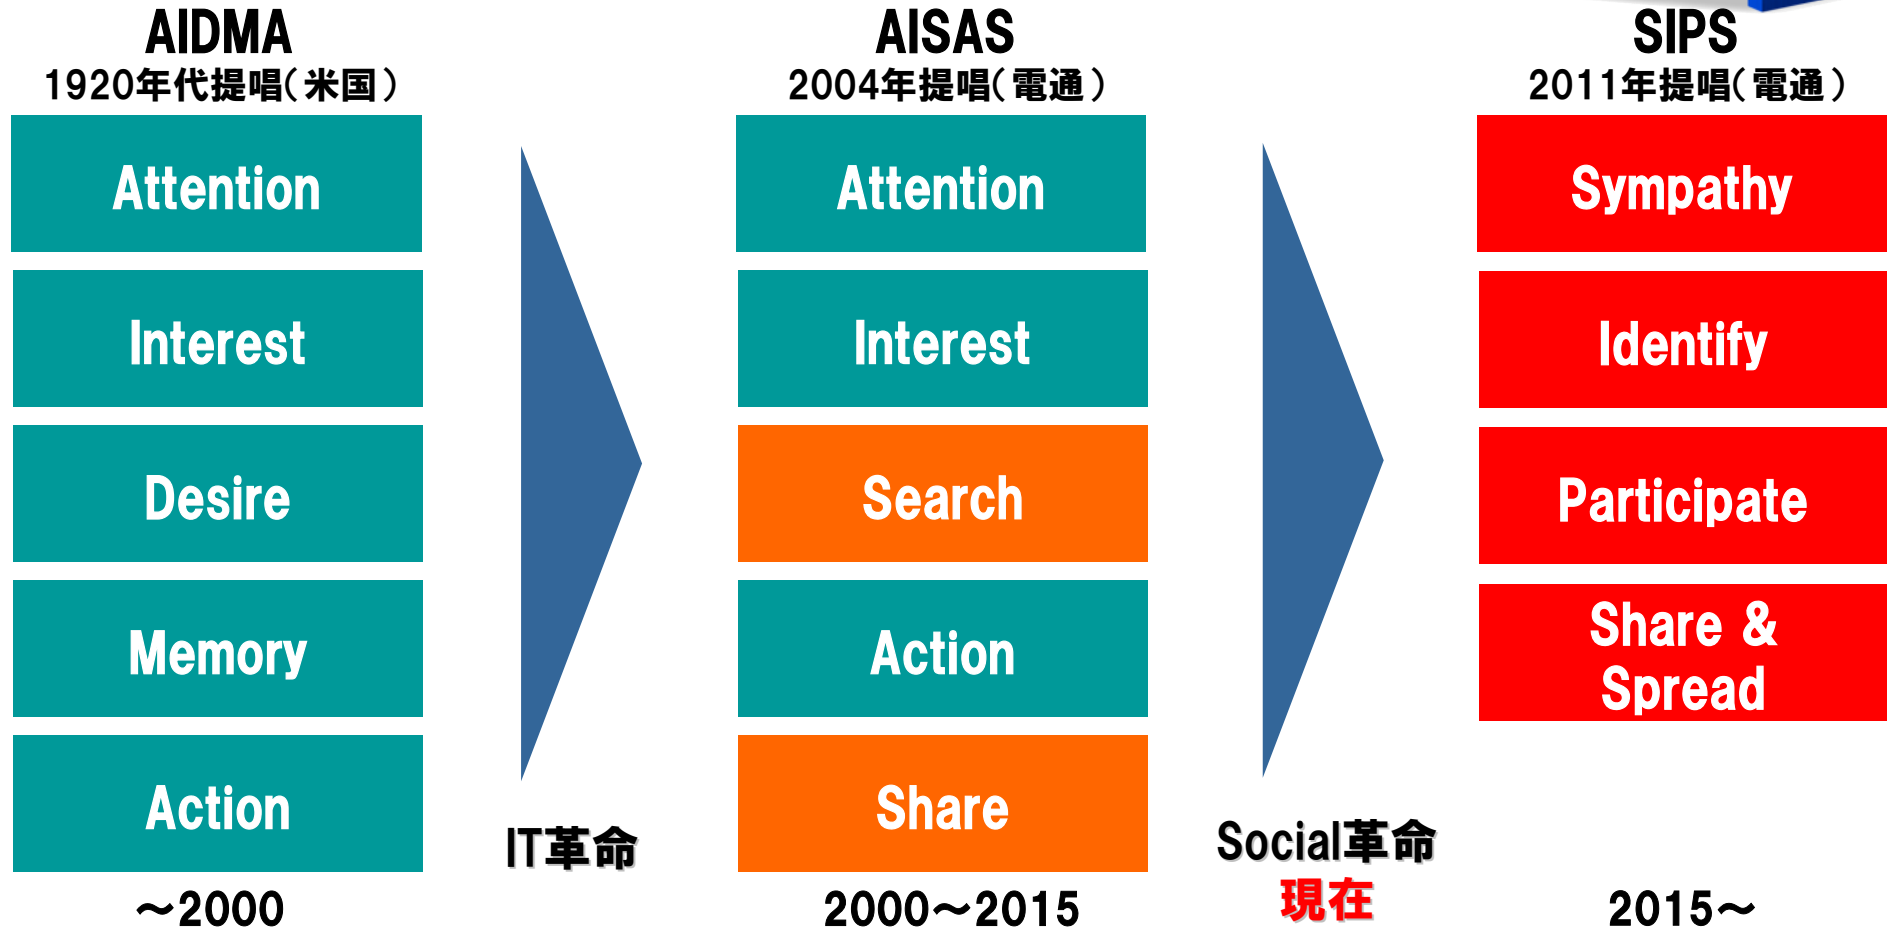 AIDMA
1920年代提唱(米国)
Attention
Interest
Desire
Memory
Action
~2000
IT革命
AISAS
2004年提唱(電通)
Attention
Interest
Search
Action
Share
2000~2015
Social革命
現在
SIPS
2011年提唱(電通)
Sympathy
Identify
Participate
Share &
Spread
2015~